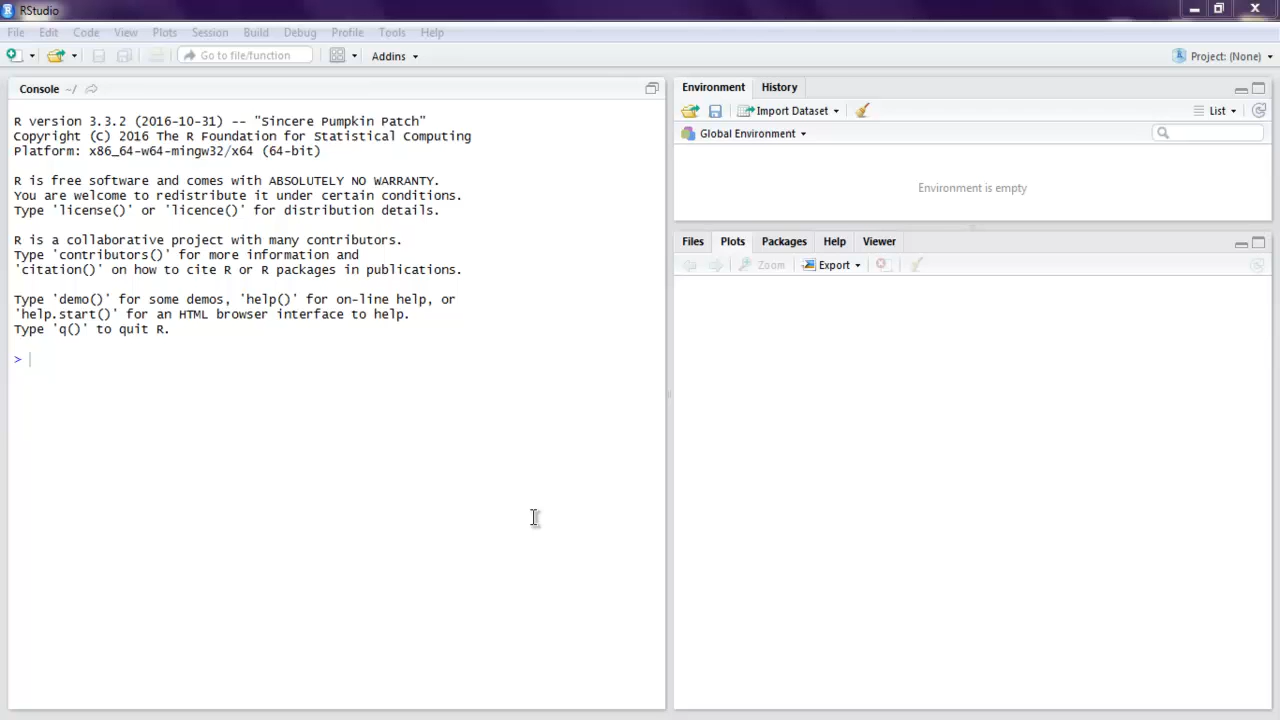 RStudio
File Edit Code View Plots Session Build Debug Profile Tools Help
Go to file/function Addins Project: (None)
Console ~/
R version 3.3.2 (2016-10-31) -- "Sincere Pumpkin Patch"
Copyright (C) 2016 The R Foundation for Statistical Computing
Platform: x86_64-w64-mingw32/x64 (64-bit)
R is free software and comes with ABSOLUTELY NO WARRANTY.
You are welcome to redistribute it under certain conditions.
Type 'license()' or 'licence()' for distribution details.
R is a collaborative project with many contributors.
Type 'contributors()' for more information and
'citation()' on how to cite R or R packages in publications.
Type 'demo()' for some demos, 'help()' for on-line help, or
'help.start()' for an HTML browser interface to help.
Type 'q()' to quit R.
>
Environment History
Import Dataset List
Global Environment
Environment is empty
Files Plots Packages Help Viewer
Zoom Export